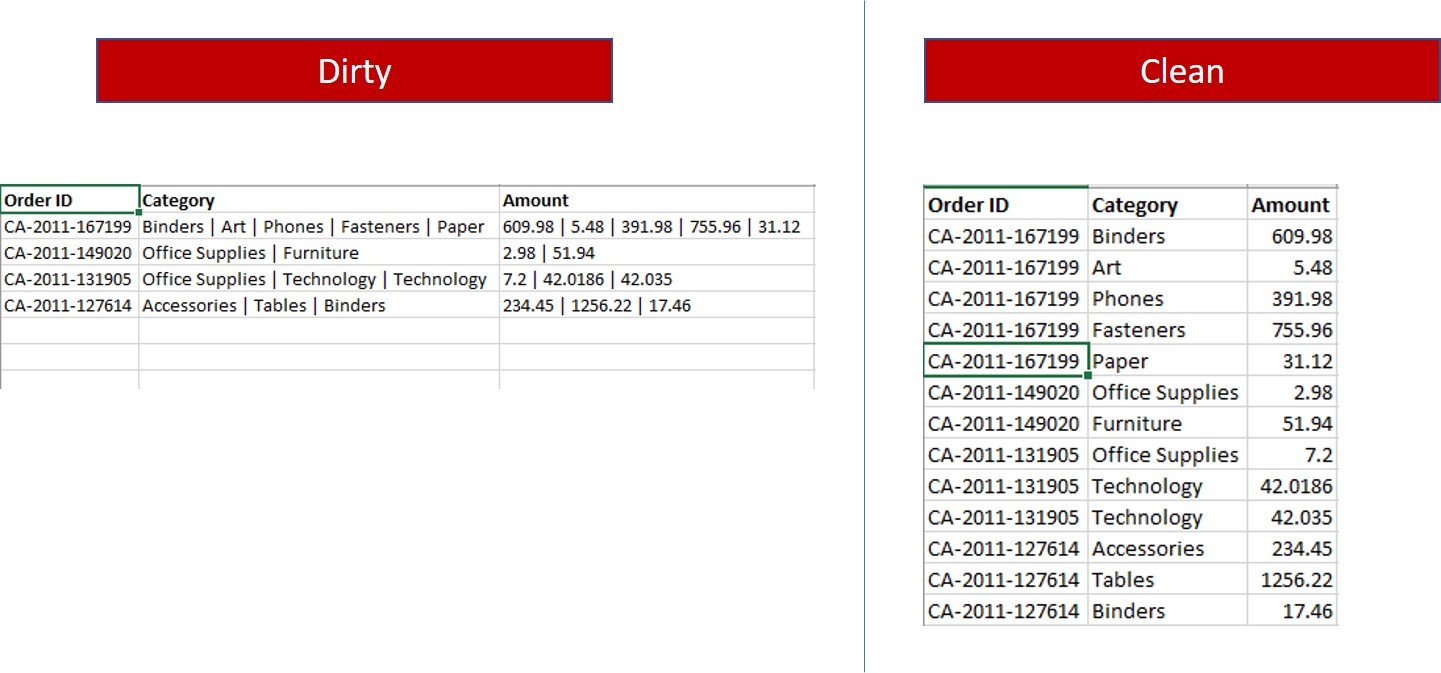 Dirty
Order ID Category Amount
CA-2011-167199 Binders | Art | Phones | Fasteners | Paper 609.98 | 5.48 | 391.98 | 755.96 | 31.12
CA-2011-149020 Office Supplies | Furniture 2.98 | 51.94
CA-2011-131905 Office Supplies | Technology | Technology 7.2 | 42.0186 | 42.035
CA-2011-127614 Accessories | Tables | Binders 234.45 | 1256.22 | 17.46
Clean
Order ID Category Amount
CA-2011-167199 Binders 609.98
CA-2011-167199 Art 5.48
CA-2011-167199 Phones 391.98
CA-2011-167199 Fasteners 755.96
CA-2011-167199 Paper 31.12
CA-2011-149020 Office Supplies 2.98
CA-2011-149020 Furniture 51.94
CA-2011-131905 Office Supplies 7.2
CA-2011-131905 Technology 42.0186
CA-2011-131905 Technology 42.035
CA-2011-127614 Accessories 234.45
CA-2011-127614 Tables 1256.22
CA-2011-127614 Binders 17.46